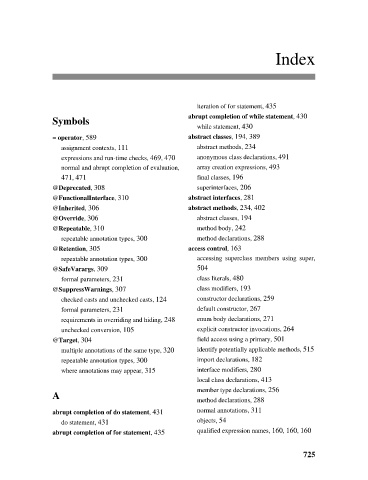 Index
Symbols
= operator, 589
assignment contexts, 111
expressions and run-time checks, 469, 470
normal and abrupt completion of evaluation,
471, 471
@Deprecated, 308
@FunctionalInterface, 310
@Inherited, 306
@Override, 306
@Repeatable, 310
repeatable annotation types, 300
@Retention, 305
repeatable annotation types, 300
@SafeVarargs, 309
formal parameters, 231
@SuppressWarnings, 307
checked casts and unchecked casts, 124
formal parameters, 231
requirements in overriding and hiding, 248
unchecked conversion, 105
@Target, 304
multiple annotations of the same type, 320
repeatable annotation types, 300
where annotations may appear, 315
A
abrupt completion of do statement, 431
do statement, 431
abrupt completion of for statement, 435
iteration of for statement, 435
abrupt completion of while statement, 430
while statement, 430
abstract classes, 194, 389
abstract methods, 234
anonymous class declarations, 491
array creation expressions, 493
final classes, 196
superinterfaces, 206
abstract interfaces, 281
abstract methods, 234, 402
abstract classes, 194
method body, 242
method declarations, 288
access control, 163
accessing superclass members using super,
504
class literals, 480
class modifiers, 193
constructor declarations, 259
default constructor, 267
enum body declarations, 271
explicit constructor invocations, 264
field access using a primary, 501
identify potentially applicable methods, 515
import declarations, 182
interface modifiers, 280
local class declarations, 413
member type declarations, 256
method declarations, 288
normal annotations, 311
objects, 54
qualified expression names, 160, 160, 160
725